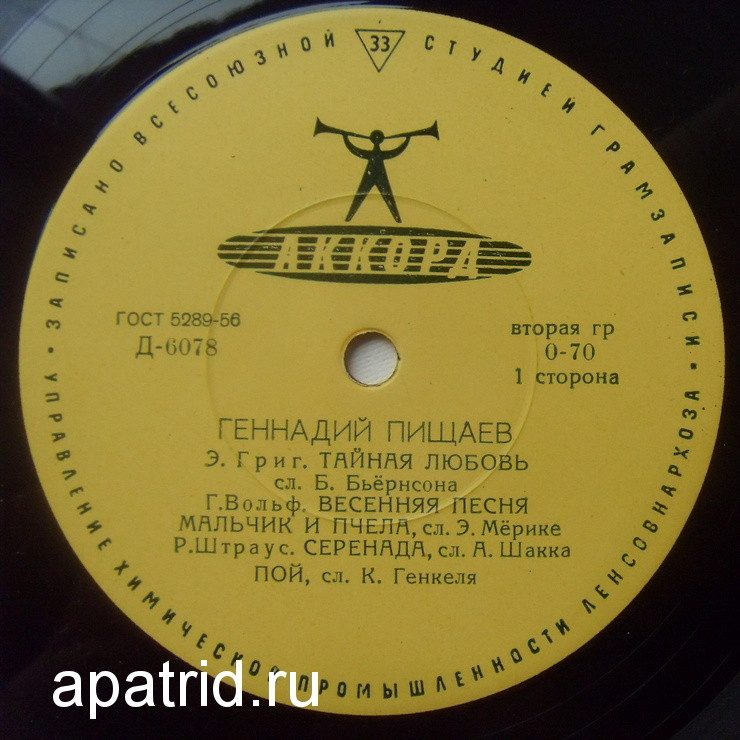 ЗАПИСАНО ВСЕСОЮЗНОЙ 33 СТУДИЕЙ ГРАМЗАПИСИ
АККОРД
ГОСТ 5289-56
Д-6078
вторая гр
0-70
1 сторона
ГЕННАДИЙ ПИЩАЕВ
Э. Григ. ТАЙНАЯ ЛЮБОВЬ
сл. Б. Бьёрнсона
Г.Вольф. ВЕСЕННЯЯ ПЕСНЯ
МАЛЬЧИК И ПЧЕЛА, сл. Э. Мёрике
Р.Штраус. СЕРЕНАДА, сл. А. Шакка
ПОЙ, сл. К. Генкеля
УПРАВЛЕНИЕ ХИМИЧЕСКОЙ ПРОМЫШЛЕННОСТИ ЛЕНСОВНАРХОЗА
apatrid.ru